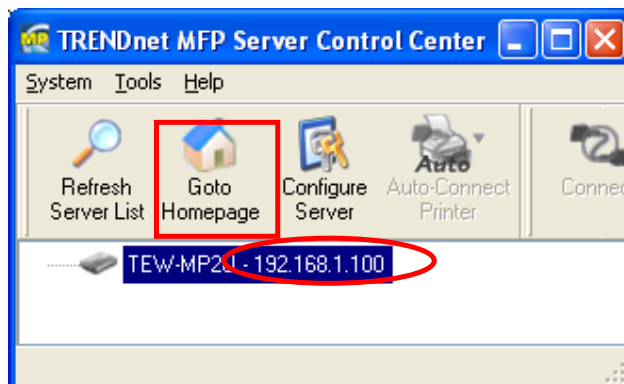 TRENDnet MFP Server Control Center
System Tools Help
Refresh Server List
Goto Homepage
Configure Server
Auto
Auto-Connect Printer
TEW-MP2U - 192.168.1.100